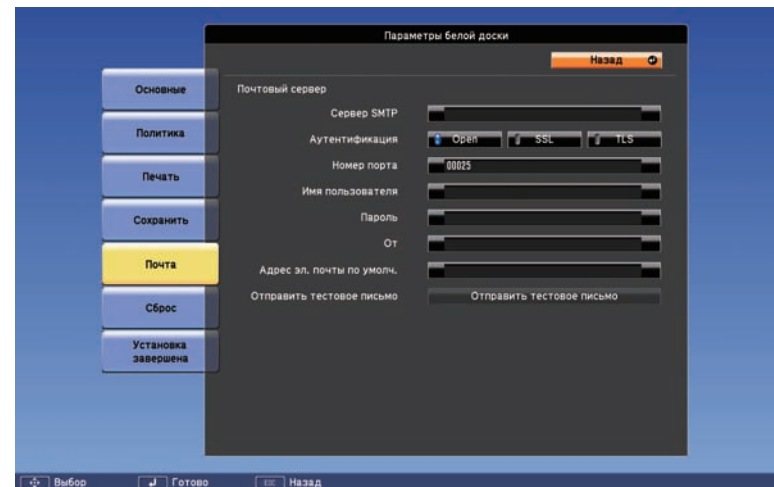 Параметры белой доски
Назад
Основные
Политика
Печать
Сохранить
Почта
Сброс
Установка
завершена
Почтовый сервер
Сервер SMTP
Аутентификация Open SSL TLS
Номер порта 00025
Имя пользователя
Пароль
От
Адрес эл. почты по умолч.
Отправить тестовое письмо Отправить тестовое письмо
Выбор Готово ESC Назад